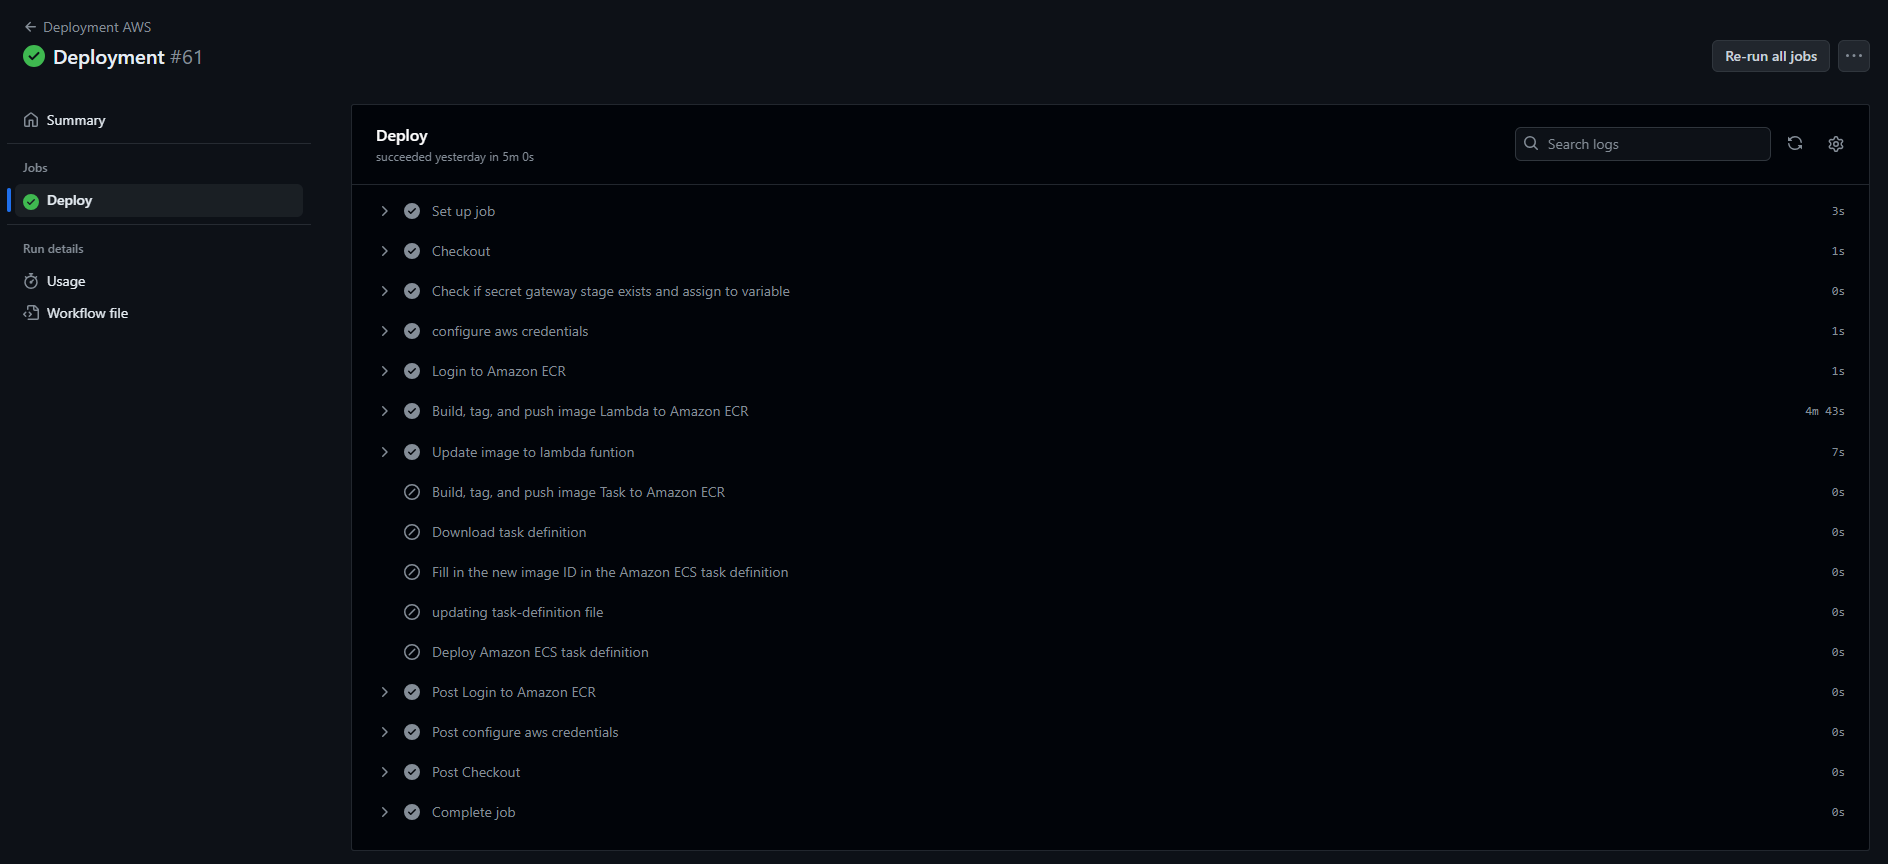 Deployment AWS
Deployment #61
Re-run all jobs
Summary
Jobs
Deploy
Run details
Usage
Workflow file
Deploy
succeeded yesterday in 5m 0s
Search logs
Set up job 3s
Checkout 1s
Check if secret gateway stage exists and assign to variable 0s
configure aws credentials 1s
Login to Amazon ECR 1s
Build, tag, and push image Lambda to Amazon ECR 4m 43s
Update image to lambda funtion 7s
Build, tag, and push image Task to Amazon ECR 0s
Download task definition 0s
Fill in the new image ID in the Amazon ECS task definition 0s
updating task-definition file 0s
Deploy Amazon ECS task definition 0s
Post Login to Amazon ECR 0s
Post configure aws credentials 0s
Post Checkout 0s
Complete job 0s